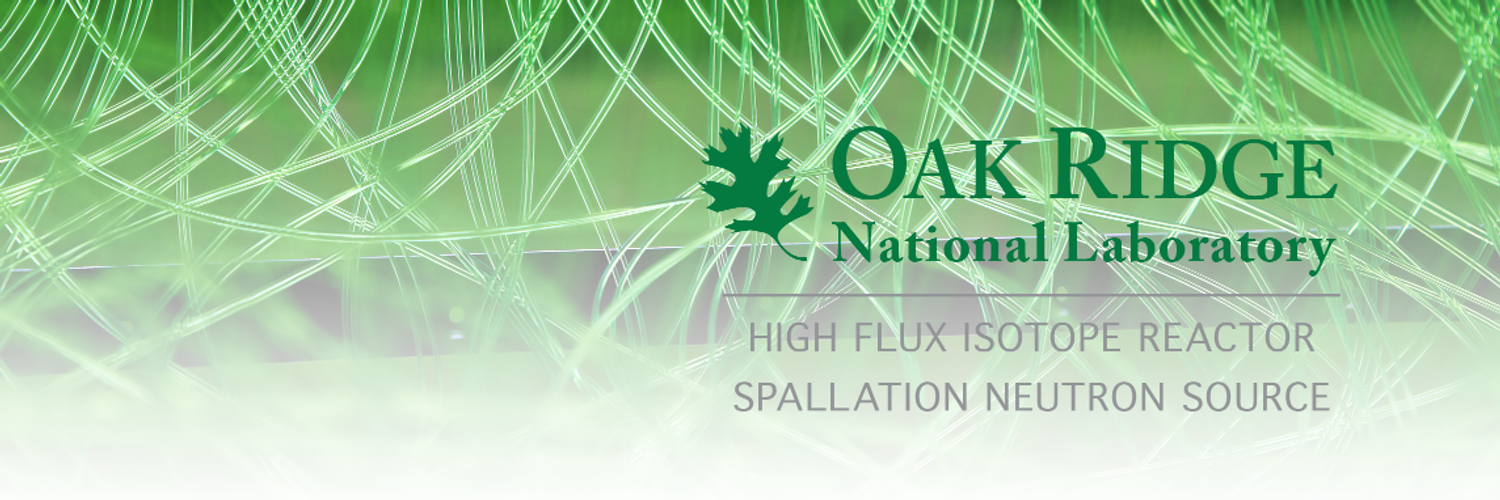 OAK RIDGE
National Laboratory
HIGH FLUX ISOTOPE REACTOR
SPALLATION NEUTRON SOURCE